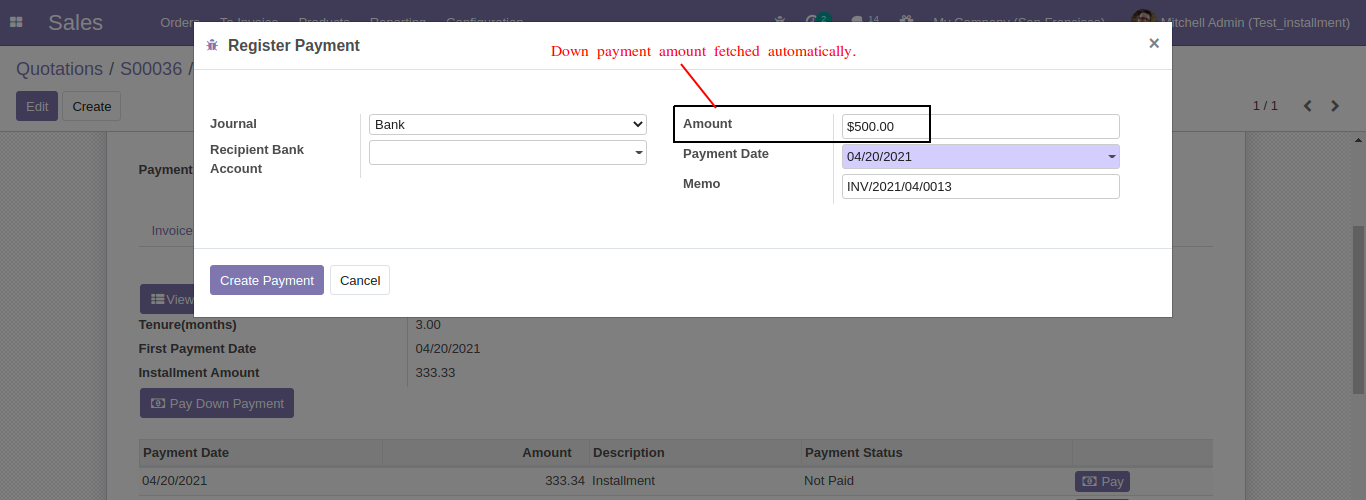 Sales Orders To Invoice Products Reporting Configuration 2 14 My Company (San Francisco) Mitchell Admin (Test_installment)
Register Payment ×
Down payment amount fetched automatically.
Quotations / S00036 /
Edit Create 1 / 1
Journal Bank
Recipient Bank Account
Amount $500.00
Payment Date 04/20/2021
Memo INV/2021/04/0013
Payment
Invoice
Create Payment Cancel
View
Tenure(months) 3.00
First Payment Date 04/20/2021
Installment Amount 333.33
Pay Down Payment
Payment Date Amount Description Payment Status
04/20/2021 333.34 Installment Not Paid Pay